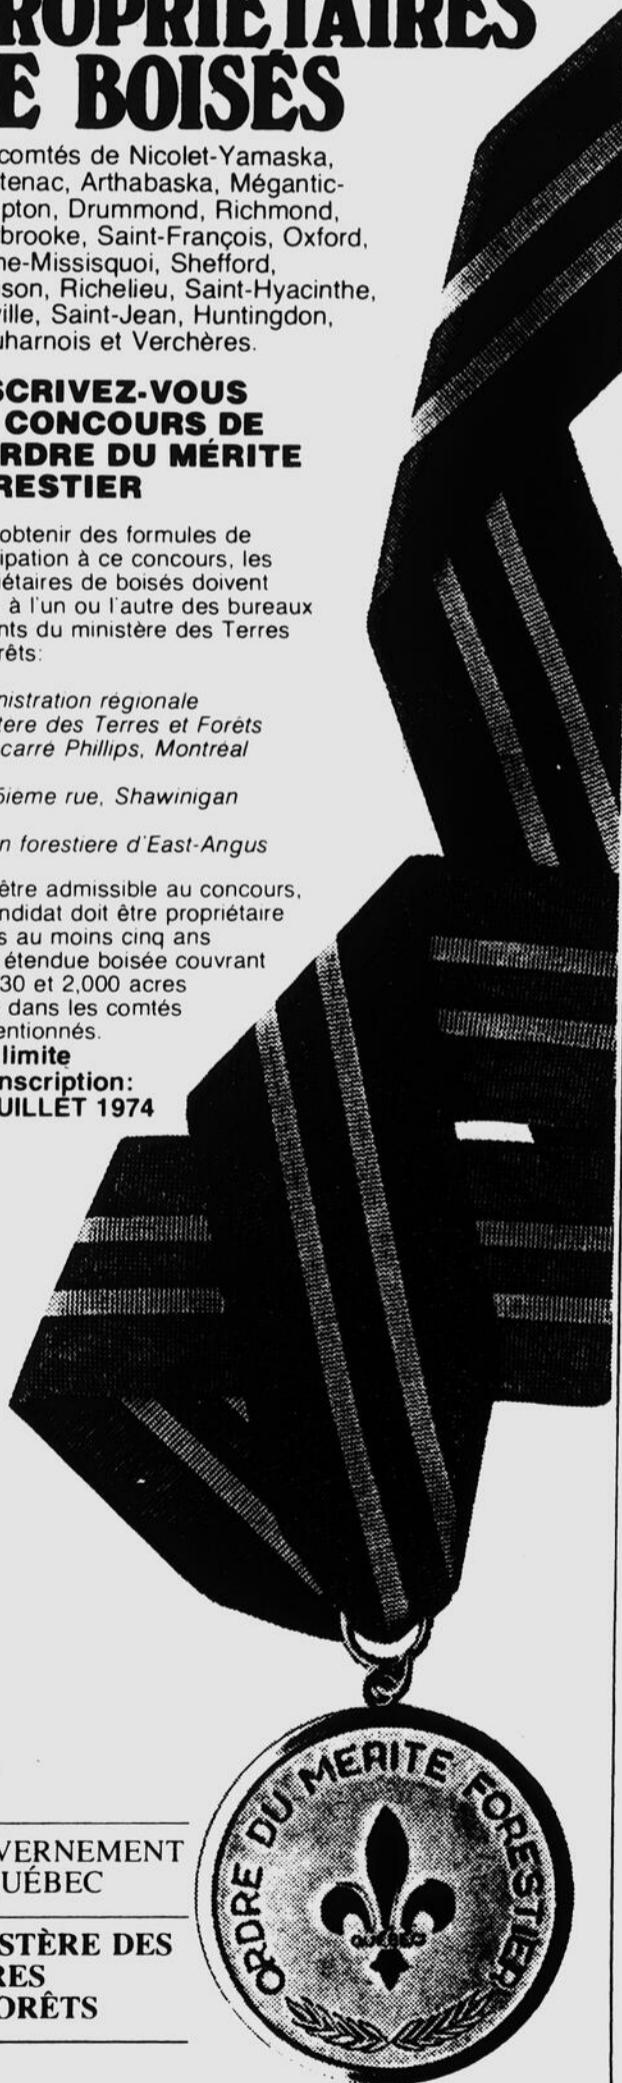 ROPRIÉTAIRES
E BOISÉS
comtés de Nicolet-Yamaska,
tenac, Arthabaska, Mégantic-
pton, Drummond, Richmond,
brooke, Saint-François, Oxford,
ne-Missisquoi, Shefford,
son, Richelieu, Saint-Hyacinthe,
ville, Saint-Jean, Huntingdon,
uharnois et Verchères.
SCRIVEZ-VOUS
CONCOURS DE
RDRE DU MÉRITE
RESTIER
obtenir des formules de
ipation à ce concours, les
iétaires de boisés doivent
à l'un ou l'autre des bureaux
nts du ministère des Terres
rêts:
nistration régionale
tere des Terres et Forêts
carré Phillips, Montréal
ieme rue, Shawinigan
n forestiere d'East-Angus
être admissible au concours,
ndidat doit être propriétaire
s au moins cinq ans
étendue boisée couvrant
30 et 2,000 acres
dans les comtés
entionnés.
limite
nscription:
UILLET 1974
ORDRE DU MERITE FORESTIER
QUÉBEC
VERNEMENT
UÉBEC
STÈRE DES
RES
ORÊTS